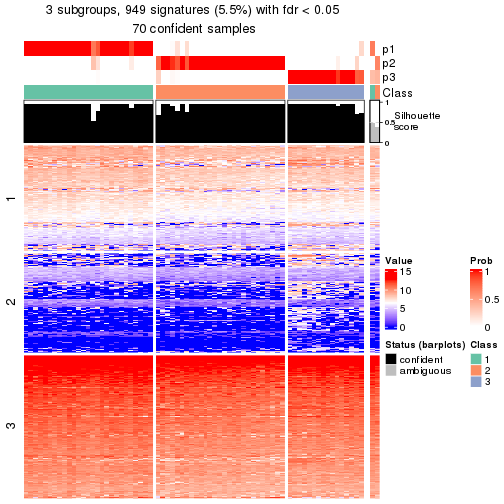 3 subgroups, 949 signatures (5.5%) with fdr < 0.05
70 confident samples
p1
p2
p3
Class
1
0.5
0
Silhouette
score
1
2
3
Value
15
10
5
0
Prob
1
0.5
0
Status (barplots)
confident
ambiguous
Class
1
2
3